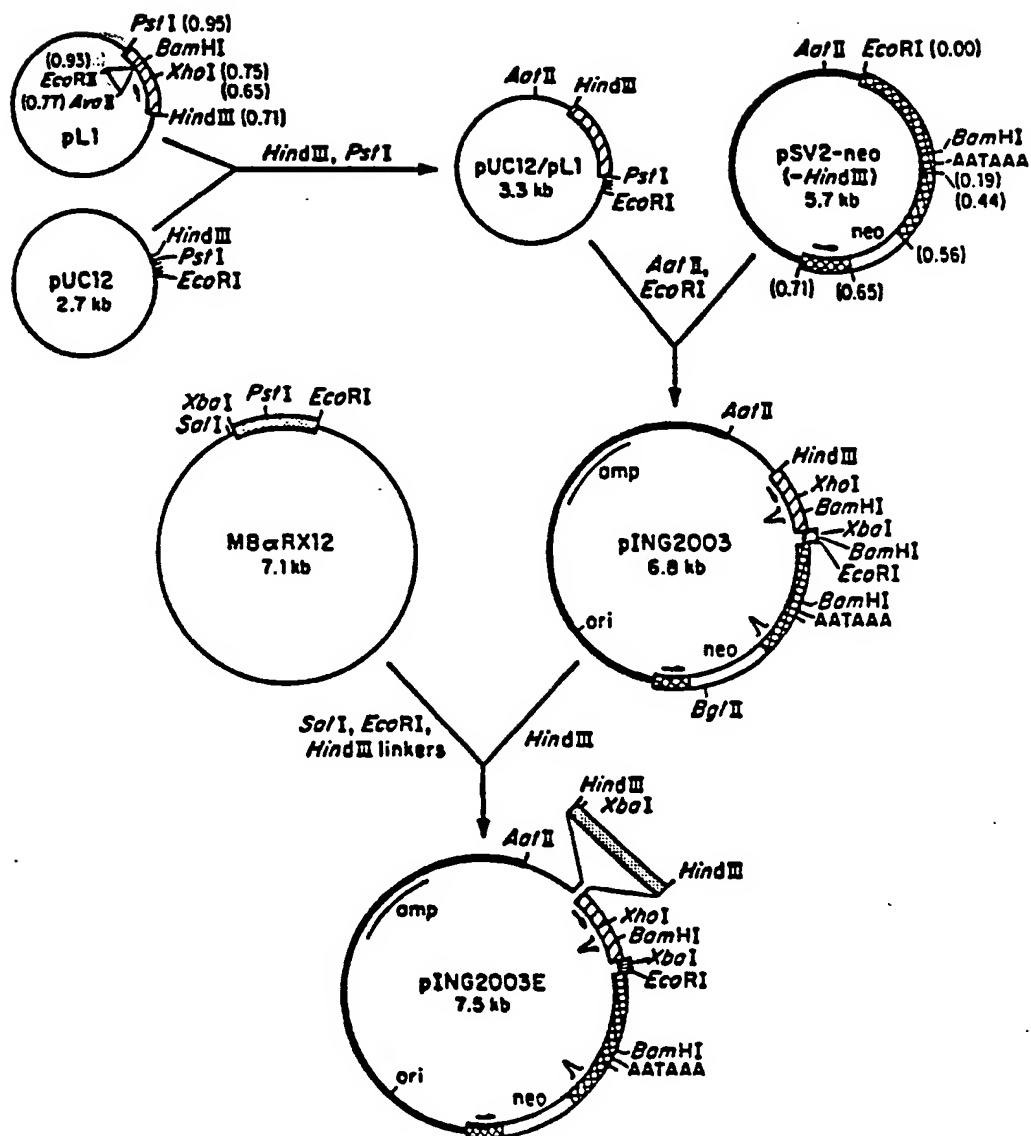 PstI (0.95)
BamHI
(0.93)
EcoRII
XhoI (0.75)
(0.65)
(0.77) AvaII
HindIII (0.71)
pL1
HindIII, PstI
HindIII
PstI
EcoRI
pUC12
2.7 kb
AatII
HindIII
pUC12/pL1
3.3 kb
PstI
EcoRI
AatII
EcoRI (0.00)
pSV2-neo
(-HindIII)
5.7 kb
BamHI
AATAAA
(0.19)
(0.44)
neo
(0.56)
(0.71)
(0.65)
AatII,
EcoRI
XbaI
SalI
PstI
EcoRI
M8αRX12
7.1 kb
AatII
HindIII
XhoI
BamHI
XbaI
BamHI
EcoRI
BamHI
AATAAA
amp
pING2003
6.8 kb
ori
neo
BglII
SalI, EcoRI,
HindIII linkers
HindIII
HindIII
XbaI
HindIII
AatII
XhoI
BamHI
XbaI
EcoRI
amp
pING2003E
7.5 kb
BamHI
AATAAA
ori
neo